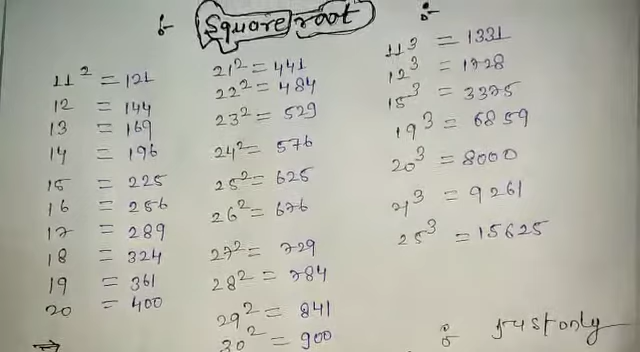 Square root
11² = 121
12 = 144
13 = 169
14 = 196
15 = 225
16 = 256
17 = 289
18 = 324
19 = 361
20 = 400
21² = 441
22² = 484
23² = 529
24² = 576
25² = 625
26² = 676
27² = 729
28² = 784
29² = 841
30² = 900
11³ = 1331
12³ = 1728
15³ = 3375
19³ = 6859
20³ = 8000
21³ = 9261
25³ = 15625